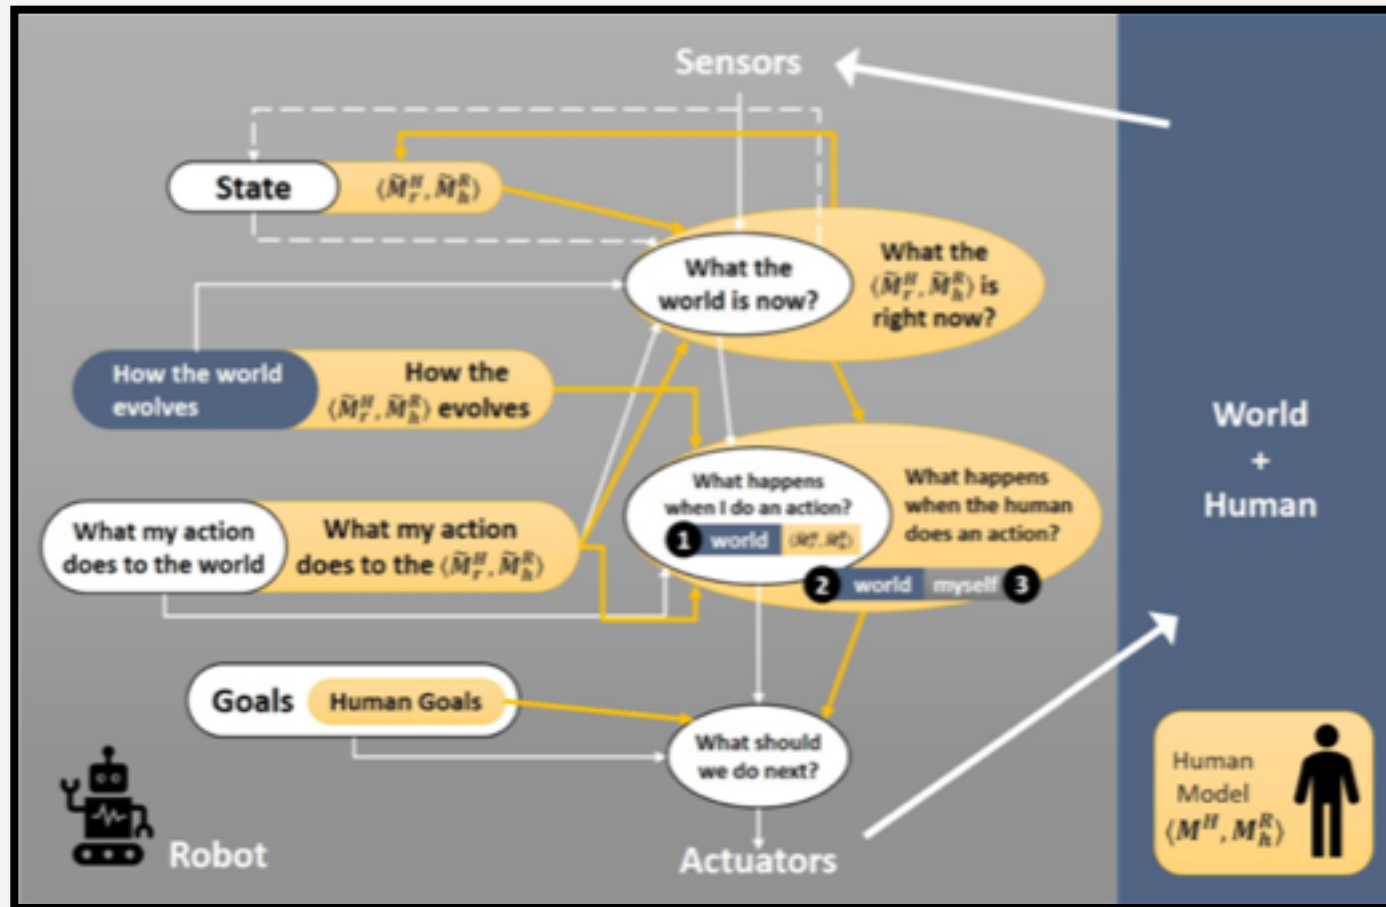 Sensors
State
⟨M̃ᵣᴴ, M̃ₕᴿ⟩
What the
world is now?
What the
⟨M̃ᵣᴴ, M̃ₕᴿ⟩ is
right now?
How the world
evolves
How the
⟨M̃ᵣᴴ, M̃ₕᴿ⟩ evolves
What happens
when I do an action?
1 world ⟨M̃ᵣᴴ, M̃ₕᴿ⟩
What happens
when the human
does an action?
2 world myself 3
What my action
does to the world
What my action
does to the ⟨M̃ᵣᴴ, M̃ₕᴿ⟩
Goals
Human Goals
What should
we do next?
Actuators
Robot
World
+
Human
Human
Model
⟨Mᴴ, Mₕᴿ⟩